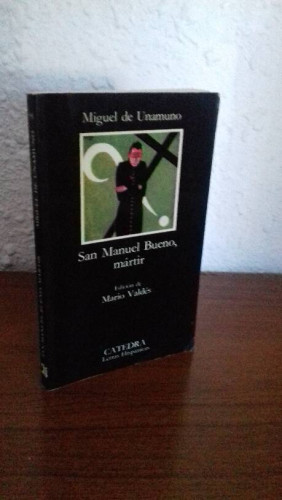 Miguel de Unamuno
San Manuel Bueno,
mártir
Edición de
Mario Valdés
CATEDRA
Letras Hispánicas